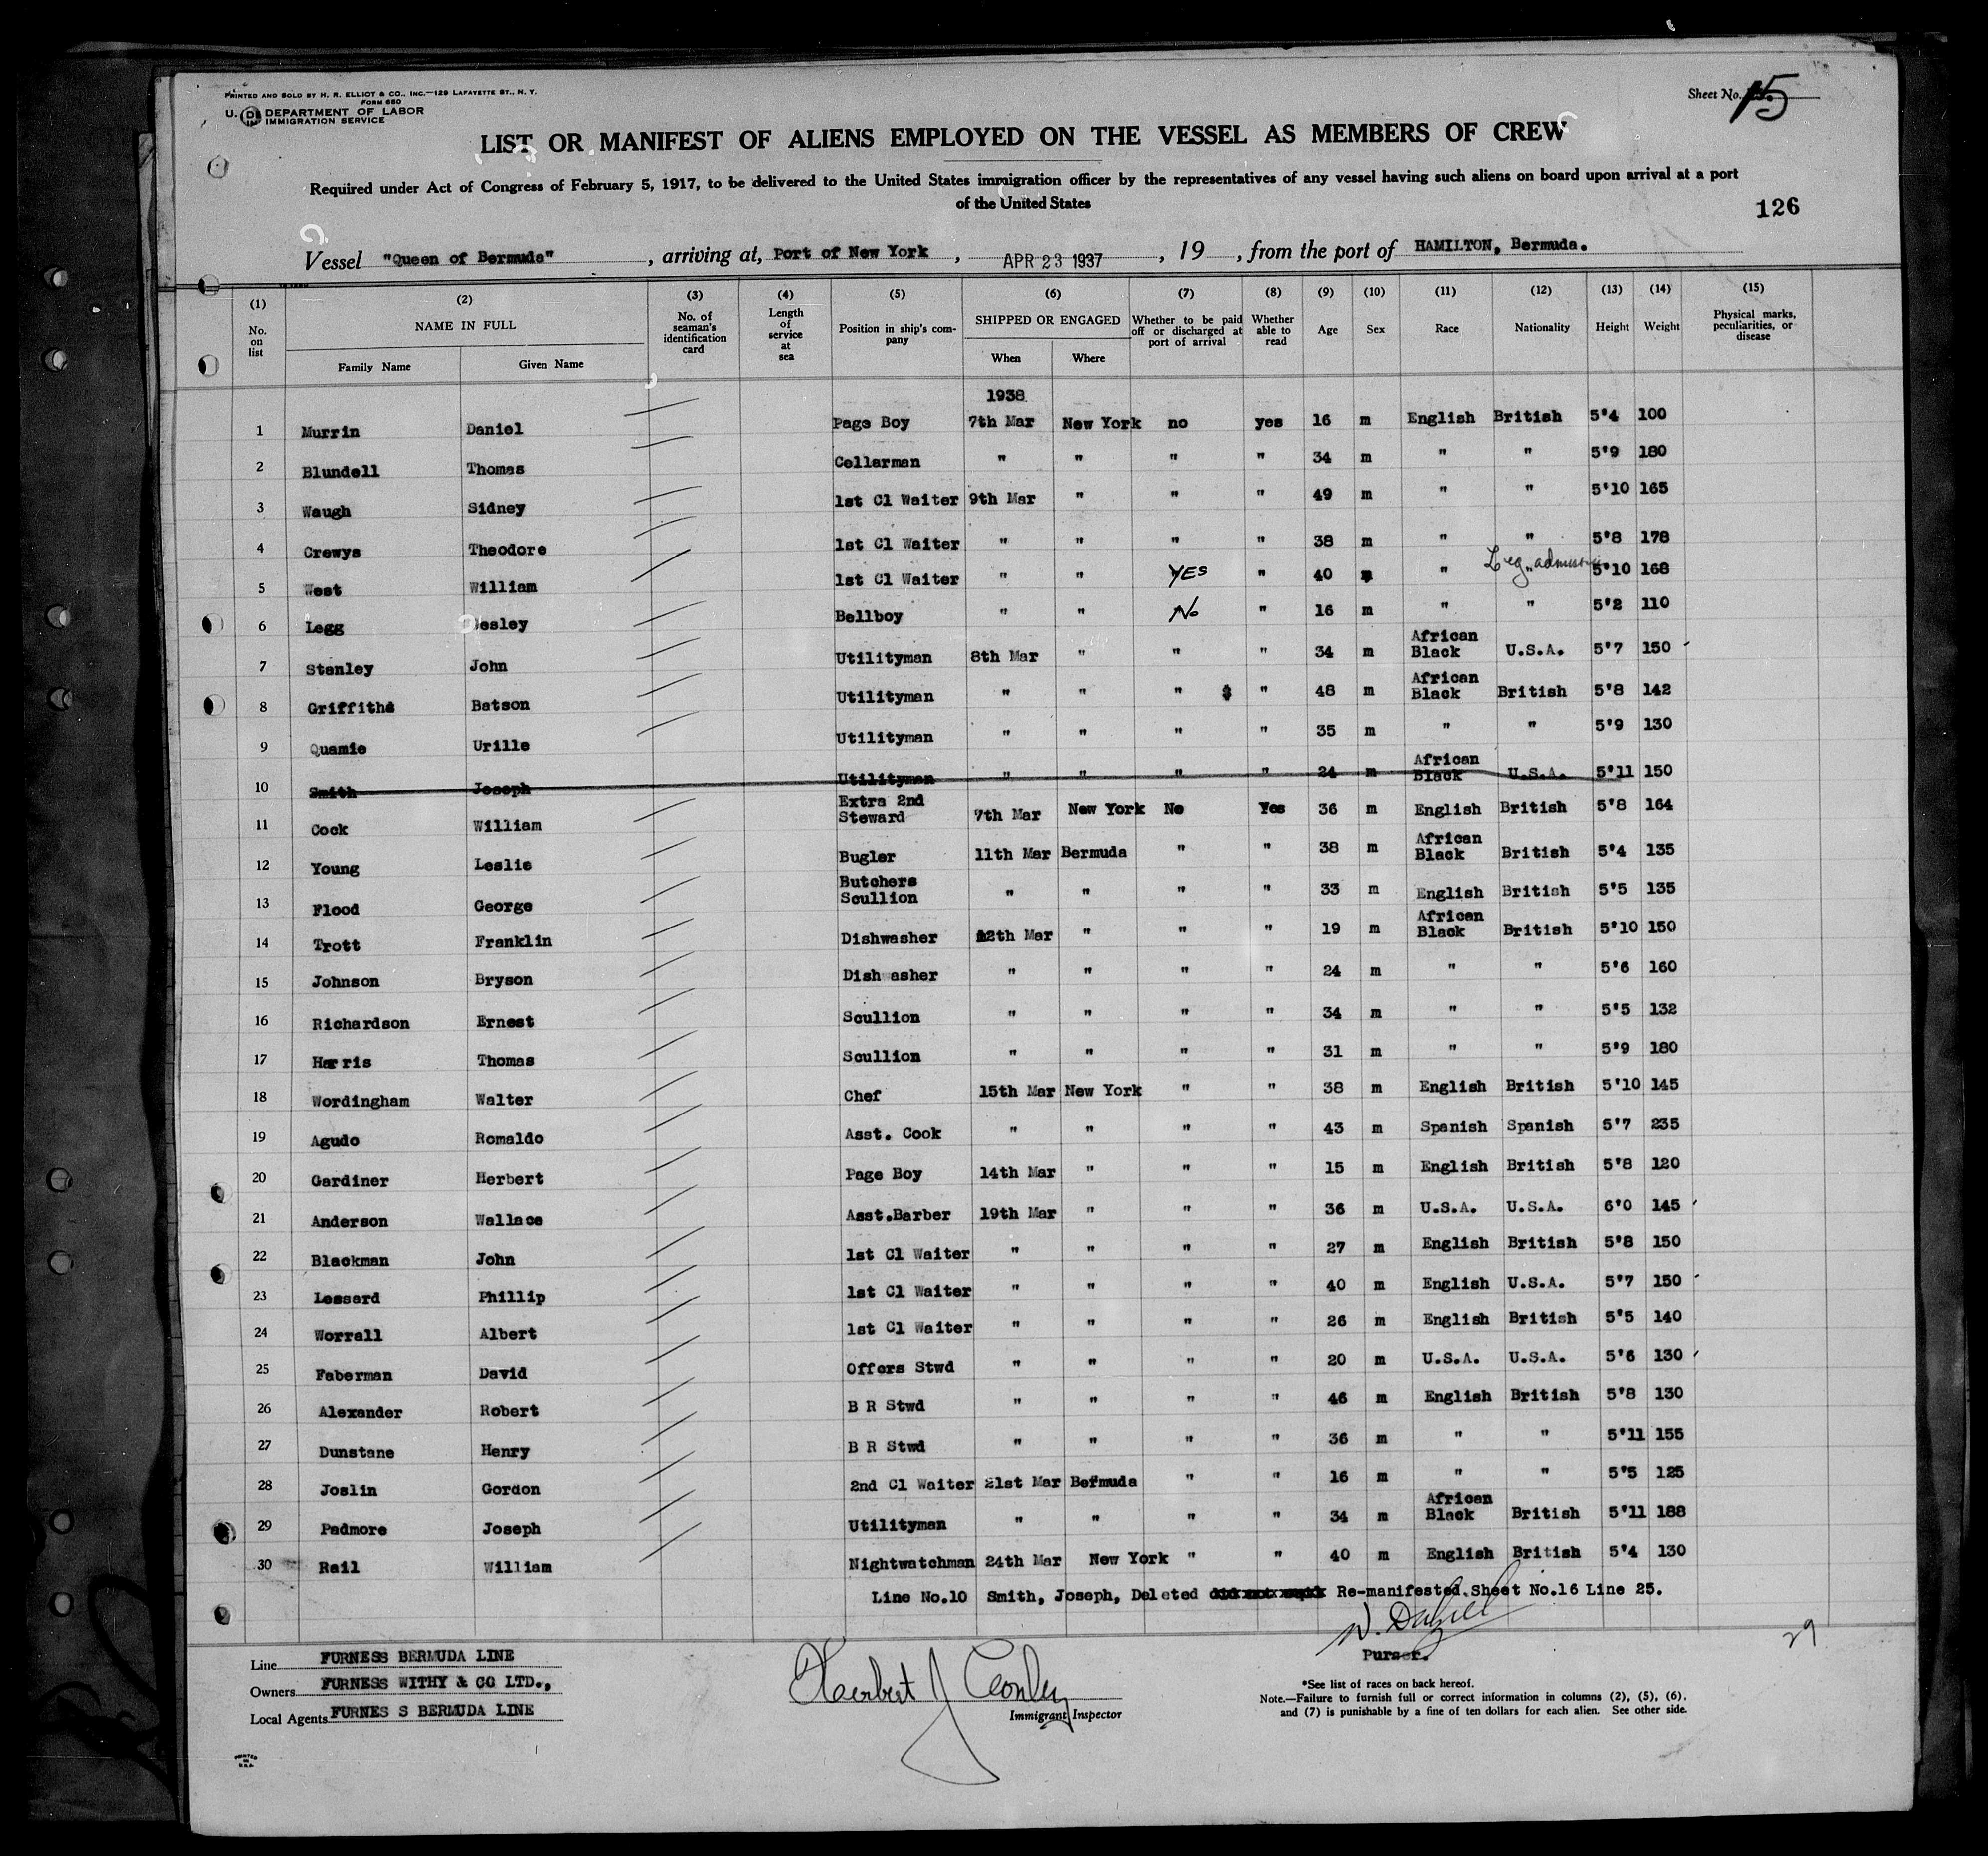 PRINTED AND SOLD BY H. R. ELLIOT & CO., INC.—129 LAFAYETTE ST., N. Y.
FORM 680
U. DEPARTMENT OF LABOR
IMMIGRATION SERVICE
Sheet No. 15
LIST OR MANIFEST OF ALIENS EMPLOYED ON THE VESSEL AS MEMBERS OF CREW
Required under Act of Congress of February 5, 1917, to be delivered to the United States immigration officer by the representatives of any vessel having such aliens on board upon arrival at a port
of the United States
126
Vessel "Queen of Bermuda", arriving at, Port of New York, APR 23 1937, 19 , from the port of HAMILTON, Bermuda.
(1) (2) (3) (4) (5) (6) (7) (8) (9) (10) (11) (12) (13) (14) (15)
No. on list NAME IN FULL Family Name Given Name No. of seaman's identification card Length of service at sea Position in ship's company SHIPPED OR ENGAGED When Where Whether to be paid off or discharged at port of arrival Whether able to read Age Sex Race Nationality Height Weight Physical marks, peculiarities, or disease
1938
1 Murrin Daniel Page Boy 7th Mar New York no yes 16 m English British 5'4 100
2 Blundell Thomas Cellarman " " " " 34 m " " 5'9 180
3 Waugh Sidney 1st Cl Waiter 9th Mar " " " 49 m " " 5'10 165
4 Crewys Theodore 1st Cl Waiter " " " " 38 m " " 5'8 178
5 West William 1st Cl Waiter " " YES " 40 m " " Leg. 5'10 168
6 Legg Wesley Bellboy " " No " 16 m " " 5'2 110
7 Stanley John Utilityman 8th Mar " " " 34 m African Black U.S.A. 5'7 150
8 Griffiths Batson Utilityman " " " " 48 m African Black British 5'8 142
9 Quamie Urille Utilityman " " " " 35 m " " 5'9 130
10 Smith Joseph Utilityman " " " " 24 m African Black U.S.A. 5'11 150
11 Cock William Extra 2nd Steward 7th Mar New York No Yes 36 m English British 5'8 164
12 Young Leslie Bugler 11th Mar Bermuda " " 38 m African Black British 5'4 135
13 Flood George Butchers Scullion " " " " 33 m English British 5'5 135
14 Trott Franklin Dishwasher 12th Mar " " " 19 m African Black British 5'10 150
15 Johnson Bryson Dishwasher " " " " 24 m " " 5'6 160
16 Richardson Ernest Scullion " " " " 34 m " " 5'5 132
17 Harris Thomas Scullion " " " " 31 m " " 5'9 180
18 Wordingham Walter Chef 15th Mar New York " " 38 m English British 5'10 145
19 Agudo Romaldo Asst. Cook " " " " 43 m Spanish Spanish 5'7 235
20 Gardiner Herbert Page Boy 14th Mar " " " 15 m English British 5'8 120
21 Anderson Wallace Asst.Barber 19th Mar " " " 36 m U.S.A. U.S.A. 6'0 145
22 Blackman John 1st Cl Waiter " " " " 27 m English British 5'8 150
23 Lessard Phillip 1st Cl Waiter " " " " 40 m English U.S.A. 5'7 150
24 Worrall Albert 1st Cl Waiter " " " " 26 m English British 5'5 140
25 Faberman David Offers Stwd " " " " 20 m U.S.A. U.S.A. 5'6 130
26 Alexander Robert B R Stwd " " " " 46 m English British 5'8 130
27 Dunstane Henry B R Stwd " " " " 36 m " " 5'11 155
28 Joslin Gordon 2nd Cl Waiter 21st Mar Bermuda " " 16 m " " 5'5 125
29 Padmore Joseph Utilityman " " " " 34 m African Black British 5'11 188
30 Rail William Nightwatchman 24th Mar New York " " 40 m English British 5'4 130
Line No.10 Smith, Joseph, Deleted Re-manifested Sheet No.16 Line 25.
29
Purser.
Line FURNESS BERMUDA LINE
Owners FURNESS WITHY & CO LTD.,
Local Agents FURNES S BERMUDA LINE
Herbert J Conley
Immigrant Inspector
*See list of races on back hereof.
Note.—Failure to furnish full or correct information in columns (2), (5), (6),
and (7) is punishable by a fine of ten dollars for each alien. See other side.
PRINTED IN U.S.A.